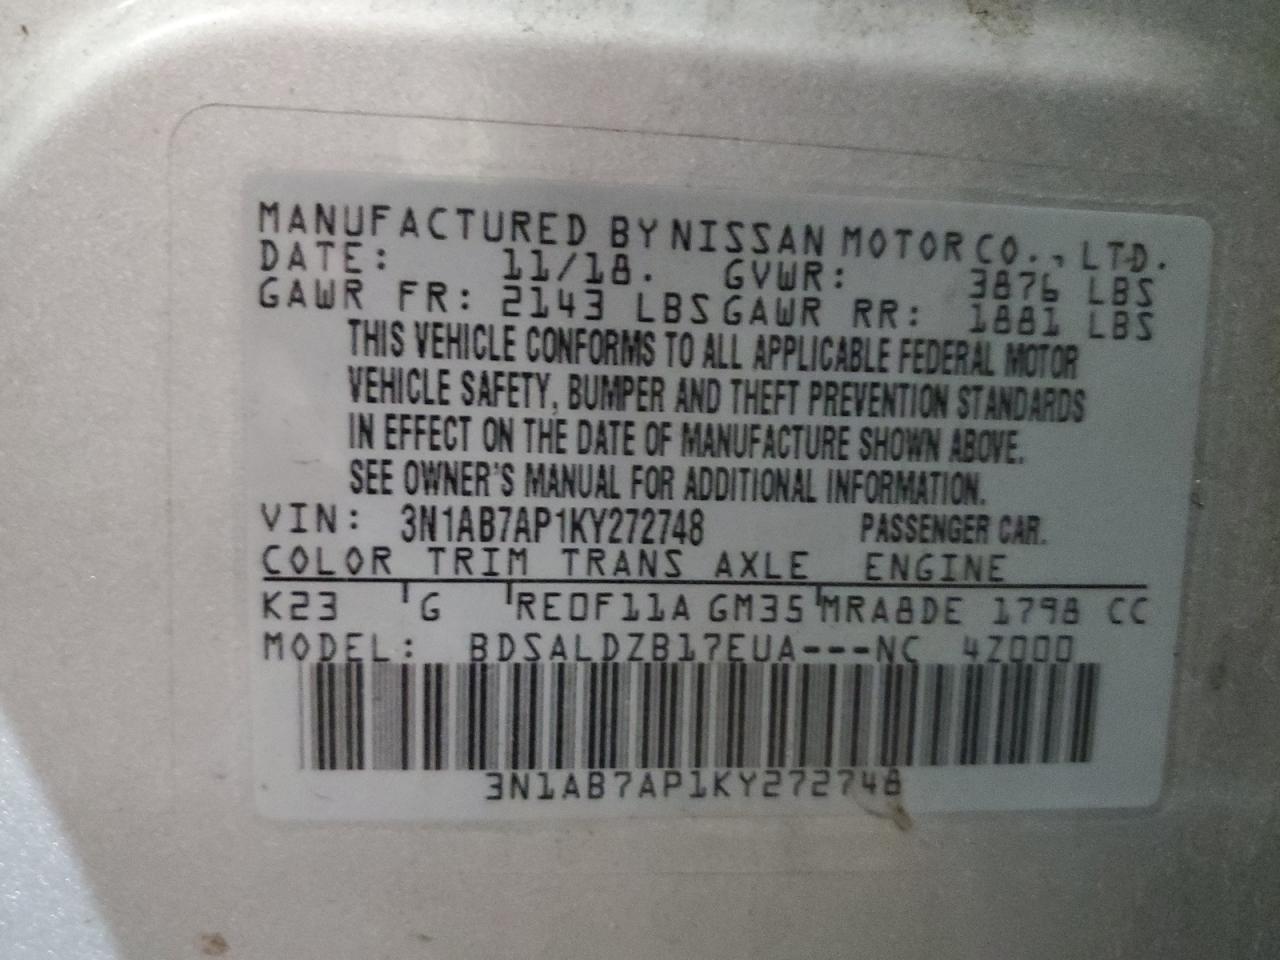 MANUFACTURED BY NISSAN MOTOR CO., LTD.
DATE: 11/18. GVWR: 3876 LBS
GAWR FR: 2143 LBS GAWR RR: 1881 LBS
THIS VEHICLE CONFORMS TO ALL APPLICABLE FEDERAL MOTOR
VEHICLE SAFETY, BUMPER AND THEFT PREVENTION STANDARDS
IN EFFECT ON THE DATE OF MANUFACTURE SHOWN ABOVE.
SEE OWNER'S MANUAL FOR ADDITIONAL INFORMATION.
VIN: 3N1AB7AP1KY272748 PASSENGER CAR.
COLOR TRIM TRANS AXLE ENGINE
K23 G RE0F11A GM35 MRA8DE 1798 CC
MODEL: BDSALDZB17EUA---NC 4Z000
3N1AB7AP1KY272748